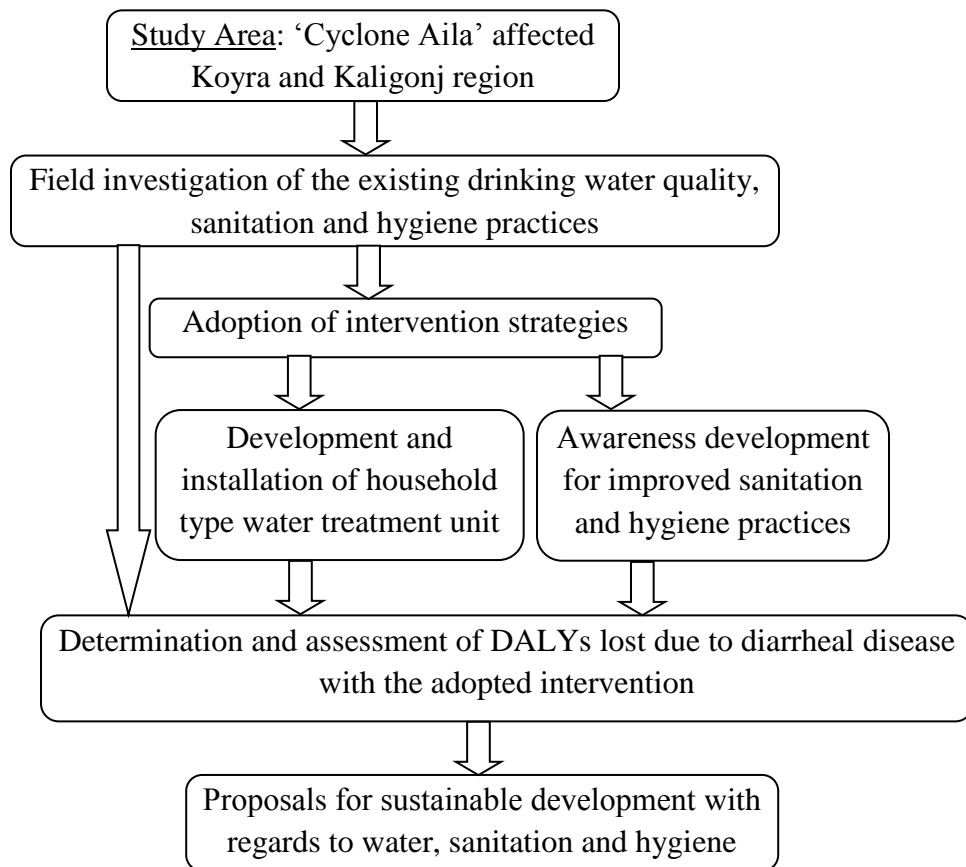 Study Area: ‘Cyclone Aila’ affected
Koyra and Kaligonj region
Field investigation of the existing drinking water quality,
sanitation and hygiene practices
Adoption of intervention strategies
Development and
installation of household
type water treatment unit
Awareness development
for improved sanitation
and hygiene practices
Determination and assessment of DALYs lost due to diarrheal disease
with the adopted intervention
Proposals for sustainable development with
regards to water, sanitation and hygiene